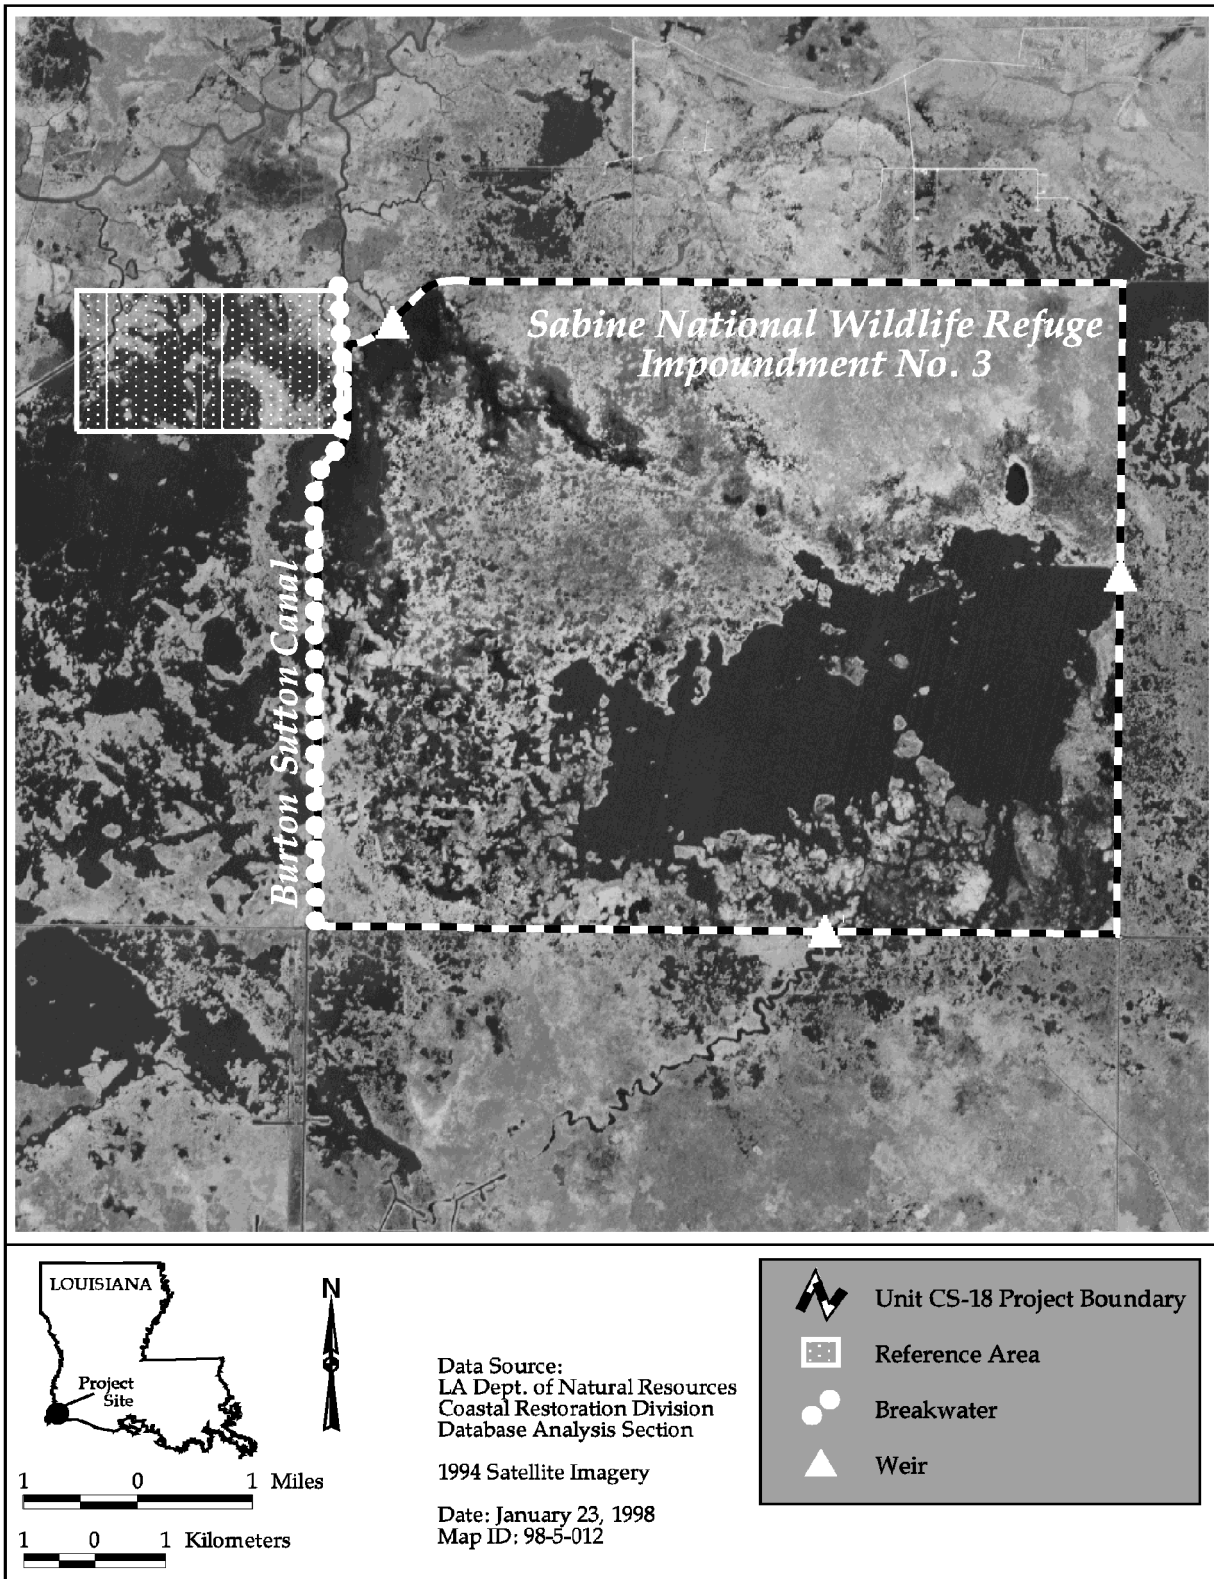 Sabine National Wildlife Refuge
Impoundment No. 3
Burton Sutton Canal
LOUISIANA
Project
Site
N
1 0 1 Miles
1 0 1 Kilometers
Data Source:
LA Dept. of Natural Resources
Coastal Restoration Division
Database Analysis Section
1994 Satellite Imagery
Date: January 23, 1998
Map ID: 98-5-012
Unit CS-18 Project Boundary
Reference Area
Breakwater
Weir